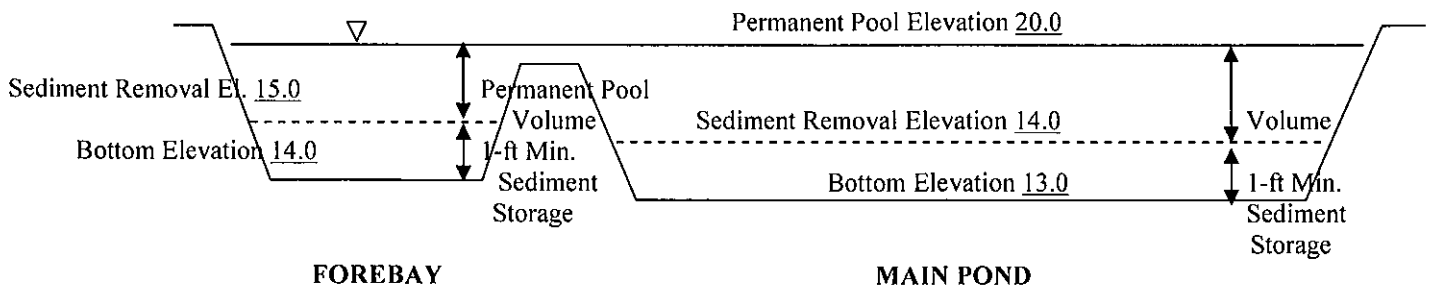 Permanent Pool Elevation 20.0
Sediment Removal El. 15.0
Permanent Pool
Volume
Sediment Removal Elevation 14.0
Volume
Bottom Elevation 14.0
1-ft Min.
Sediment
Storage
Bottom Elevation 13.0
1-ft Min.
Sediment
Storage
FOREBAY
MAIN POND